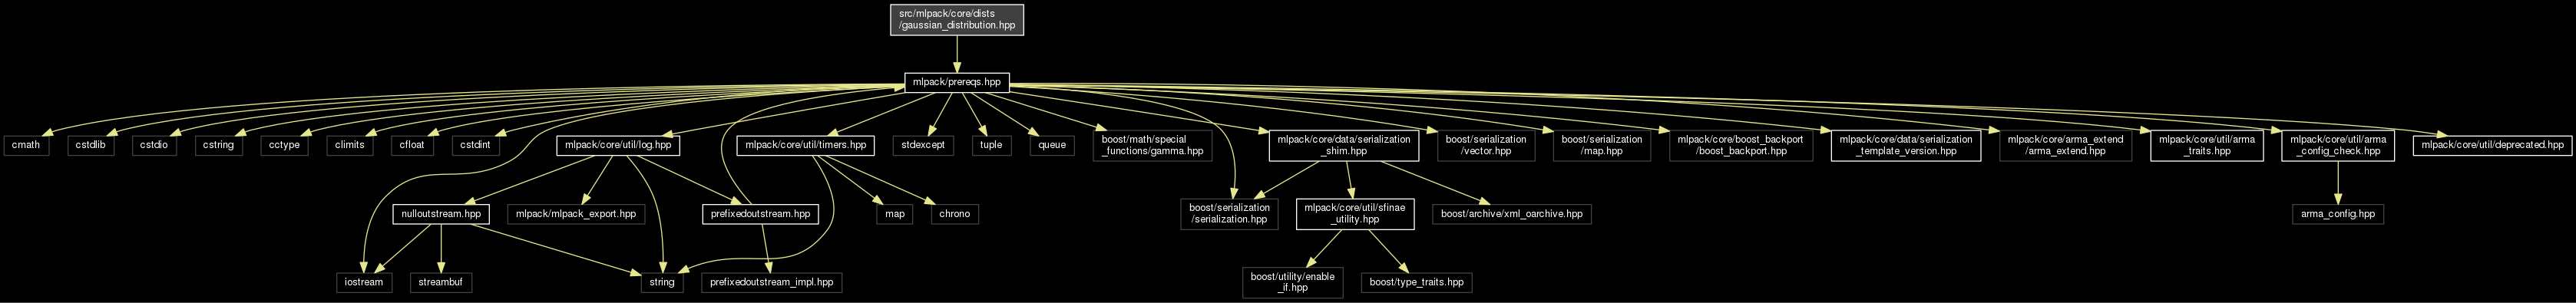 src/mlpack/core/dists
/gaussian_distribution.hpp
mlpack/prereqs.hpp
cmath
cstdlib
cstdio
cstring
cctype
climits
cfloat
cstdint
mlpack/core/util/log.hpp
mlpack/core/util/timers.hpp
stdexcept
tuple
queue
boost/math/special
_functions/gamma.hpp
mlpack/core/data/serialization
_shim.hpp
boost/serialization
/vector.hpp
boost/serialization
/map.hpp
mlpack/core/boost_backport
/boost_backport.hpp
mlpack/core/data/serialization
_template_version.hpp
mlpack/core/arma_extend
/arma_extend.hpp
mlpack/core/util/arma
_traits.hpp
mlpack/core/util/arma
_config_check.hpp
mlpack/core/util/deprecated.hpp
nulloutstream.hpp
mlpack/mlpack_export.hpp
prefixedoutstream.hpp
map
chrono
boost/serialization
/serialization.hpp
mlpack/core/util/sfinae
_utility.hpp
boost/archive/xml_oarchive.hpp
arma_config.hpp
iostream
streambuf
string
prefixedoutstream_impl.hpp
boost/utility/enable
_if.hpp
boost/type_traits.hpp